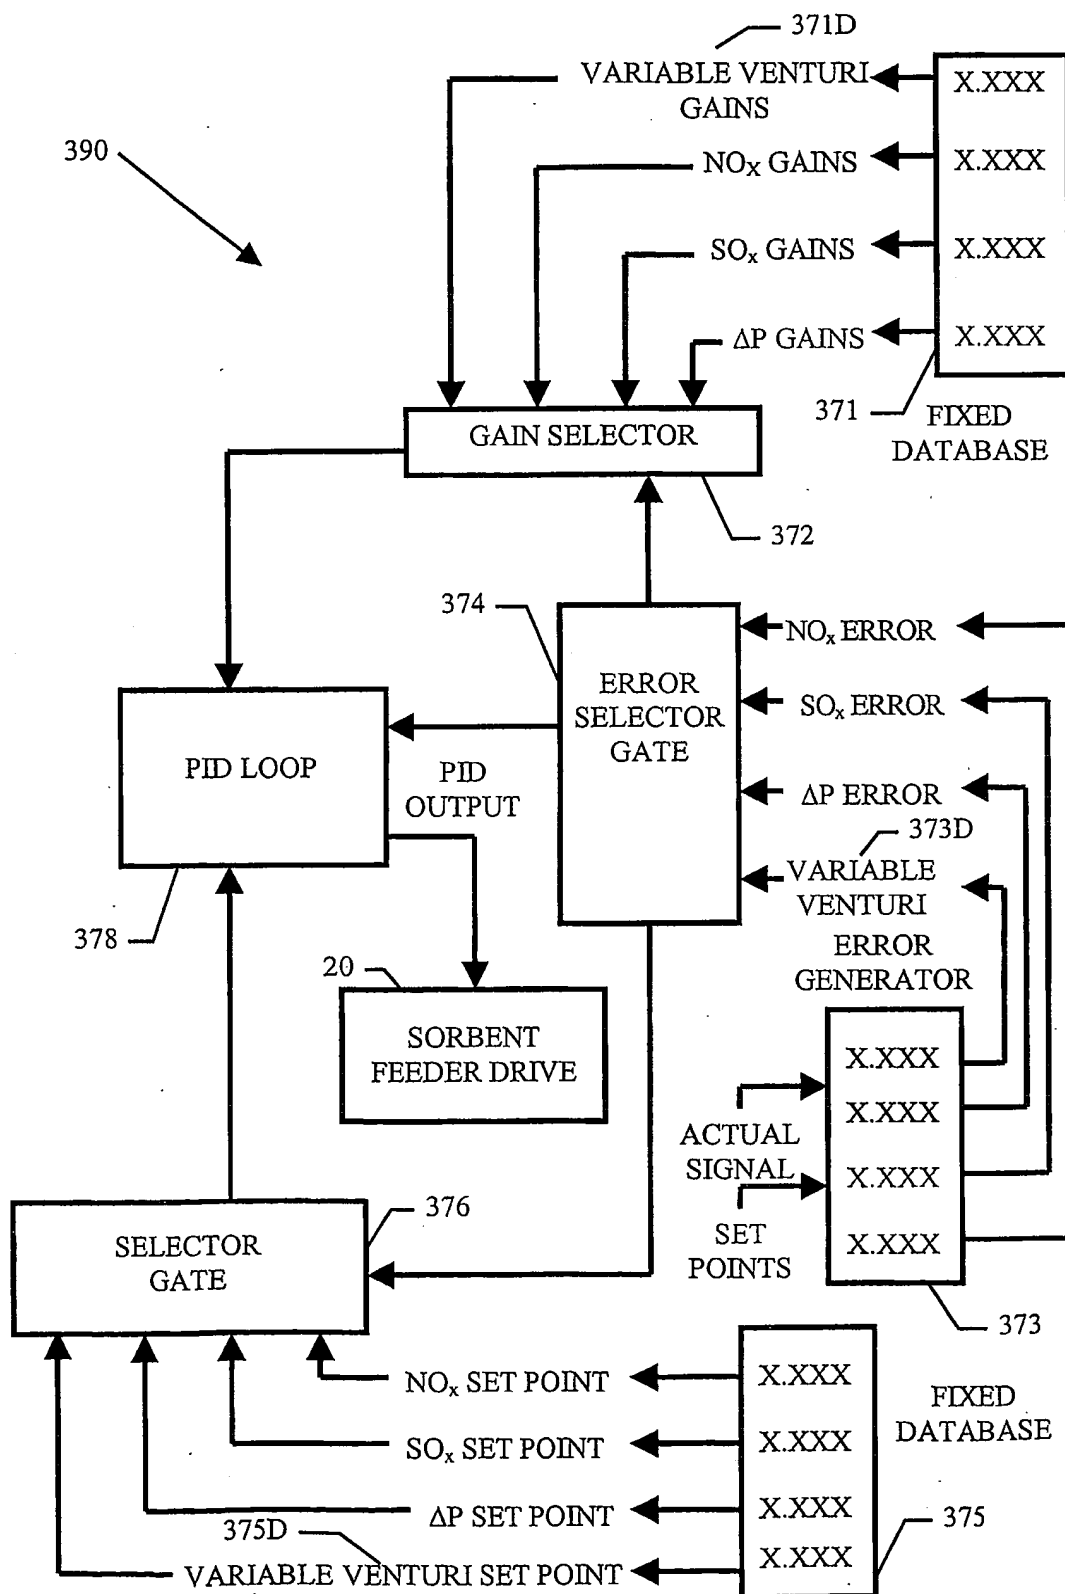 371D
VARIABLE VENTURI
GAINS
X.XXX
390
NOX GAINS
X.XXX
SOx GAINS
X.XXX
ΔP GAINS
X.XXX
371
FIXED
DATABASE
GAIN SELECTOR
372
374
NOx ERROR
ERROR
SELECTOR
GATE
SOx ERROR
PID LOOP
PID
OUTPUT
ΔP ERROR
373D
VARIABLE
VENTURI
378
ERROR
GENERATOR
20
SORBENT
FEEDER DRIVE
X.XXX
X.XXX
ACTUAL
SIGNAL
X.XXX
376
SET
POINTS
X.XXX
SELECTOR
GATE
373
NOx SET POINT
X.XXX
FIXED
DATABASE
SOx SET POINT
X.XXX
ΔP SET POINT
X.XXX
375D
375
VARIABLE VENTURI SET POINT
X.XXX